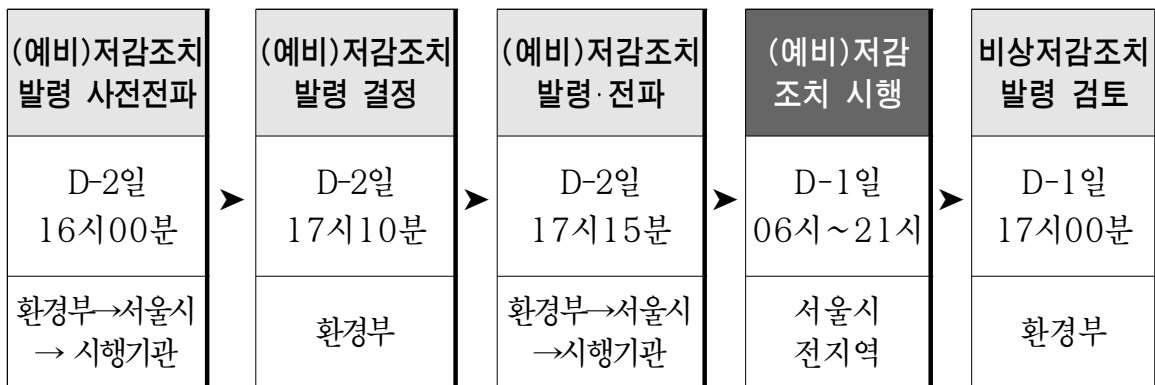 (예비)저감조치
발령 사전전파
D-2일
16시00분
환경부→서울시
→ 시행기관
➤
(예비)저감조치
발령 결정
D-2일
17시10분
환경부
➤
(예비)저감조치
발령·전파
D-2일
17시15분
환경부→서울시
→시행기관
➤
(예비)저감
조치 시행
D-1일
06시~21시
서울시
전지역
➤
비상저감조치
발령 검토
D-1일
17시00분
환경부